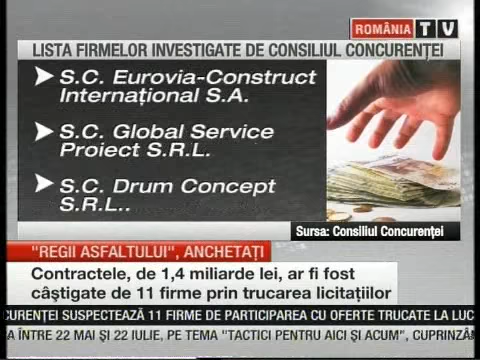 ROMÂNIA TV
LISTA FIRMELOR INVESTIGATE DE CONSILIUL CONCURENȚEI
S.C. Eurovia-Construct
Internațional S.A.
S.C. Global Service
Proiect S.R.L.
S.C. Drum Concept
S.R.L..
Sursa: Consiliul Concurenței
"REGII ASFALTULUI", ANCHETAȚI
Contractele, de 1,4 miliarde lei, ar fi fost
câștigate de 11 firme prin trucarea licitațiilor
CURENȚEI SUSPECTEAZĂ 11 FIRME DE PARTICIPAREA CU OFERTE TRUCATE LA LUC
A ÎNTRE 22 MAI ȘI 22 IULIE, PE TEMA "TACTICI PENTRU AICI ȘI ACUM", CUPRINZÂN